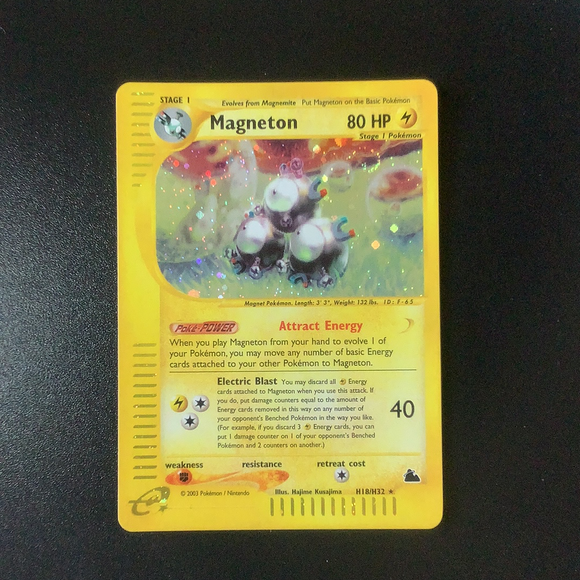 STAGE 1
Evolves from Magnemite Put Magneton on the Basic Pokémon
Magneton 80 HP
Stage 1 Pokémon
Magnet Pokémon. Length: 3' 3", Weight: 132 lbs. ID: F-65
Poké-POWER Attract Energy
When you play Magneton from your hand to evolve 1 of
your Pokémon, you may move any number of basic Energy
cards attached to your other Pokémon to Magneton.
Electric Blast You may discard all Energy
cards attached to Magneton when you use this attack. If
you do, put damage counters equal to the amount of
Energy cards removed in this way on any number of
your opponent's Benched Pokémon in the way you like.
(For example, if you discard 3 Energy cards, you can
put 1 damage counter on 1 of your opponent's Benched
Pokémon and 2 counters on another.)
40
weakness resistance retreat cost
© 2003 Pokémon / Nintendo Illus. Hajime Kusajima H18/H32 ★
e